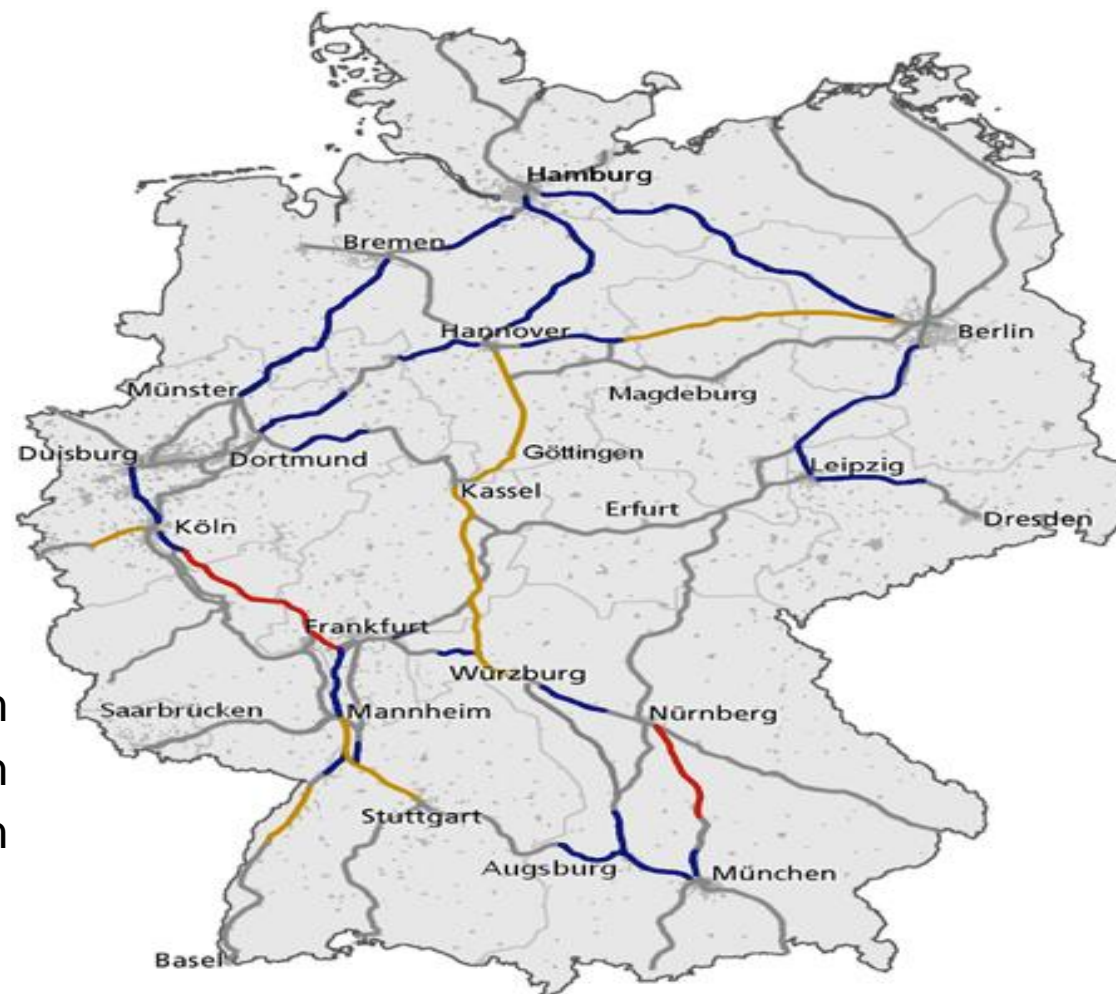 Hamburg
Bremen
Hannover
Berlin
Münster
Magdeburg
Duisburg
Dortmund
Göttingen
Leipzig
Kassel
Erfurt
Köln
Dresden
Frankfurt
Würzburg
Saarbrücken
Mannheim
Nürnberg
n
n
Stuttgart
n
Augsburg
München
Basel